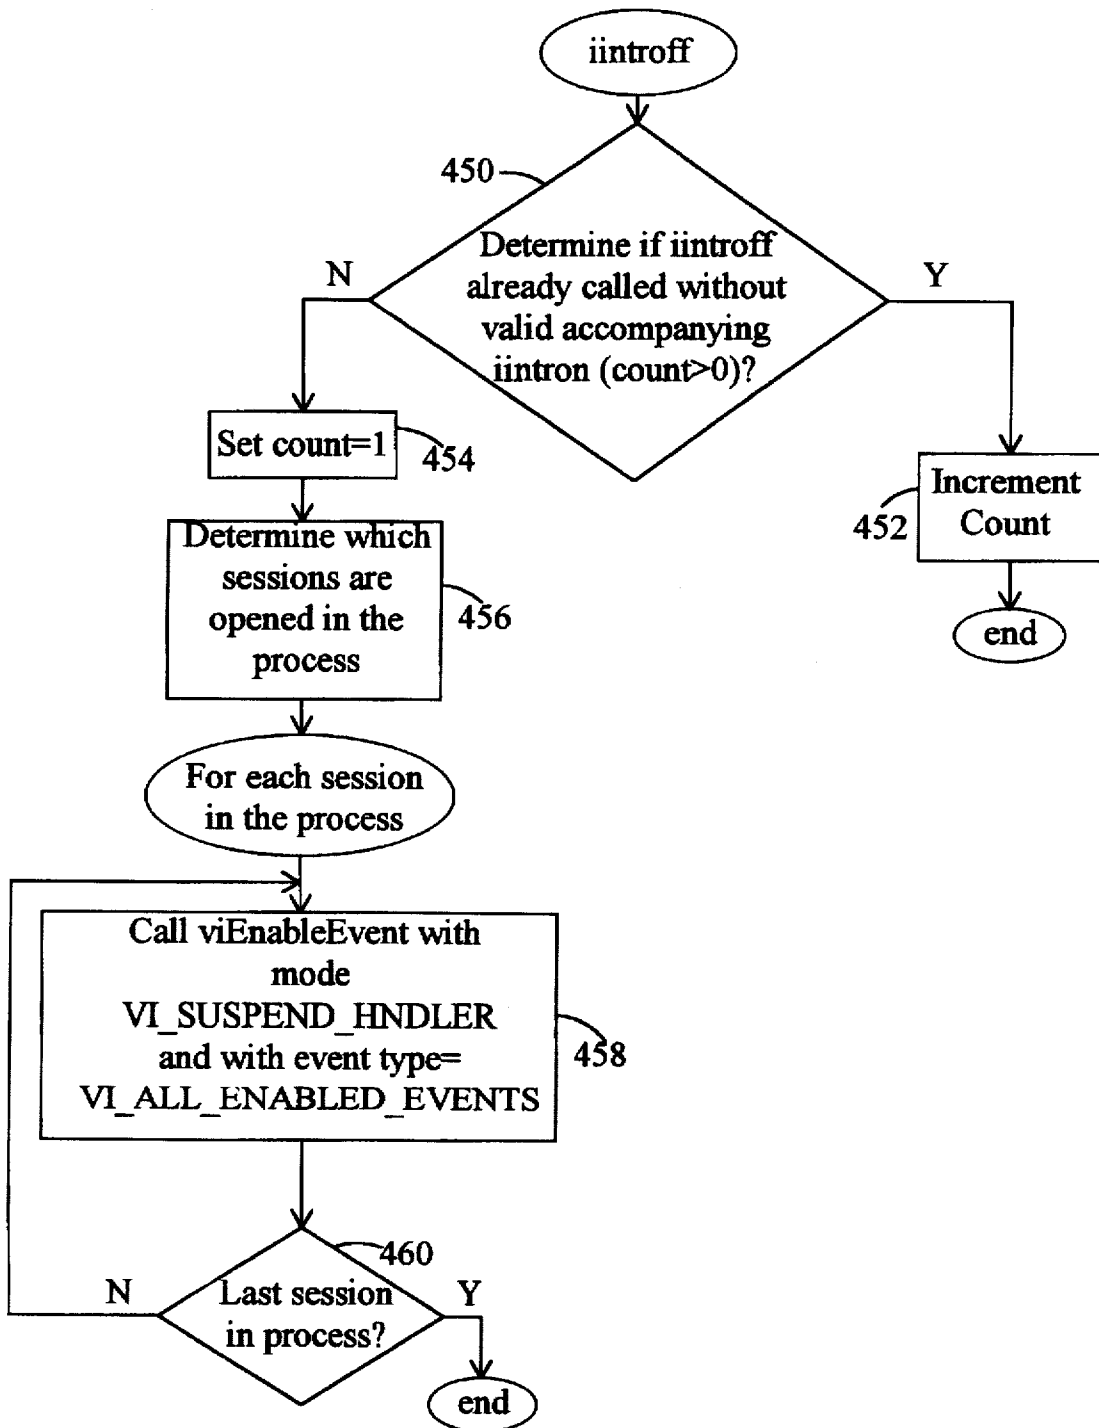 iintroff
450
Determine if iintroff
already called without
valid accompanying
iintron (count>0)?
N
Y
Set count=1
454
Increment
Count
452
end
Determine which
sessions are
opened in the
process
456
For each session
in the process
Call viEnableEvent with
mode
VI_SUSPEND_HNDLER
and with event type=
VI_ALL_ENABLED_EVENTS
458
460
Last session
in process?
N
Y
end